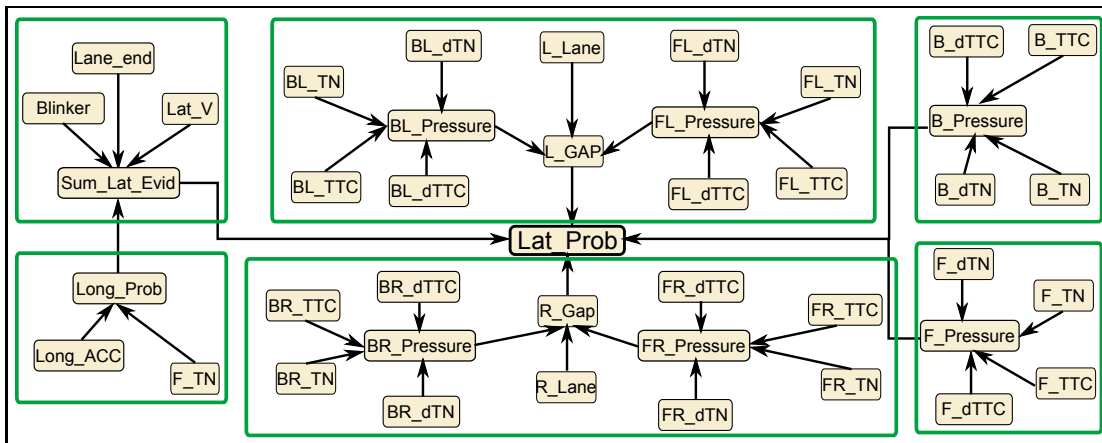 Lane_end
Blinker
Lat_V
Sum_Lat_Evid
Long_Prob
Long_ACC
F_TN
BL_dTN
L_Lane
FL_dTN
BL_TN
FL_TN
BL_Pressure
FL_Pressure
L_GAP
BL_TTC
BL_dTTC
FL_dTTC
FL_TTC
Lat_Prob
BR_dTTC
FR_dTTC
BR_TTC
R_Gap
FR_TTC
BR_Pressure
FR_Pressure
BR_TN
R_Lane
FR_TN
BR_dTN
FR_dTN
B_dTTC
B_TTC
B_Pressure
B_dTN
B_TN
F_dTN
F_TN
F_Pressure
F_TTC
F_dTTC